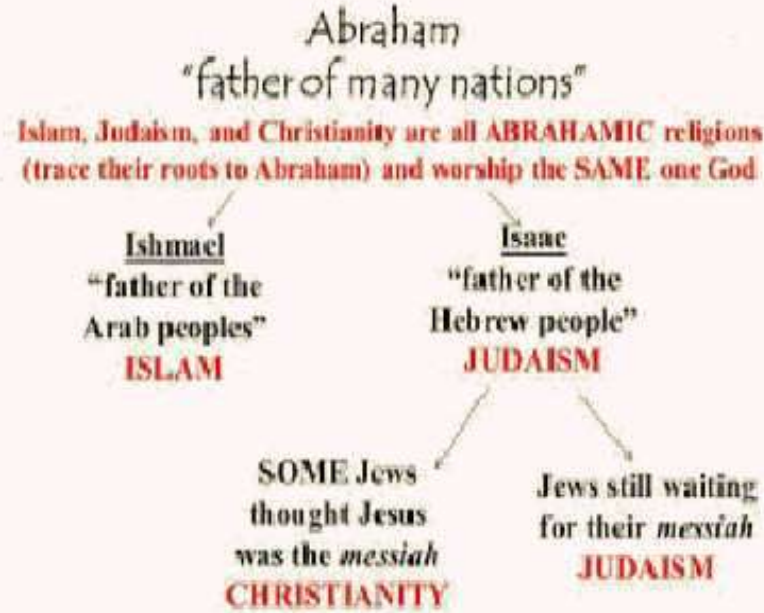 Abraham
"father of many nations"
Islam, Judaism, and Christianity are all ABRAHAMIC religions
(trace their roots to Abraham) and worship the SAME one God
Ishmael
"father of the
Arab peoples"
ISLAM
Isaac
"father of the
Hebrew people"
JUDAISM
SOME Jews
thought Jesus
was the messiah
CHRISTIANITY
Jews still waiting
for their messiah
JUDAISM